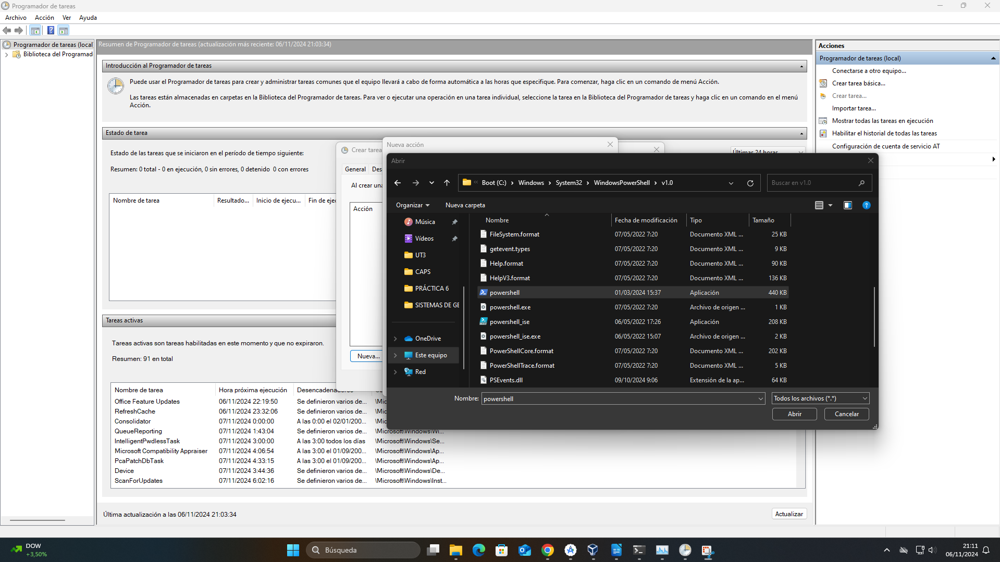 Programador de tareas
Archivo Acción Ver Ayuda
Programador de tareas (local
Biblioteca del Programad
Resumen de Programador de tareas (actualización más reciente: 06/11/2024 21:03:34)
Introducción al Programador de tareas
Puede usar el Programador de tareas para crear y administrar tareas comunes que el equipo llevará a cabo de forma automática a las horas que especifique. Para comenzar, haga clic en un comando de menú Acción.
Las tareas están almacenadas en carpetas en la Biblioteca del Programador de tareas. Para ver o ejecutar una operación en una tarea individual, seleccione la tarea en la Biblioteca del Programador de tareas y haga clic en un comando en el menú
Acción.
Estado de tarea
Estado de las tareas que se iniciaron en el período de tiempo siguiente:
Últimas 24 horas
Resumen: 0 total - 0 en ejecución, 0 sin errores, 0 detenido 0 con errores
Nombre de tarea Resultado... Inicio de ejecu... Fin de ejec
Tareas activas
Tareas activas son tareas habilitadas en este momento y que no expiraron.
Resumen: 91 en total
Nombre de tarea Hora próxima ejecución Desencadenadores
Office Feature Updates 06/11/2024 22:19:50 Se definieron varios de... \Mic
RefreshCache 06/11/2024 23:32:06 Se definieron varios de... \Mic
Consolidator 07/11/2024 0:00:00 A las 0:00 el 02/01/200... \Mic
QueueReporting 07/11/2024 1:43:04 Se definieron varios de... \Microsoft\Windows\Wi...
IntelligentPwdlessTask 07/11/2024 3:00:00 A las 3:00 todos los días \Microsoft\Windows\Se...
Microsoft Compatibility Appraiser 07/11/2024 4:06:54 A las 3:00 el 01/09/200... \Microsoft\Windows\Ap...
PcaPatchDbTask 07/11/2024 4:33:15 A las 3:00 el 01/09/200... \Microsoft\Windows\Ap...
Device 07/11/2024 3:44:36 Se definieron varios de... \Microsoft\Windows\De...
ScanForUpdates 07/11/2024 6:02:16 Se definieron varios de... \Microsoft\Windows\Inst...
Última actualización a las 06/11/2024 21:03:34
Actualizar
Acciones
Programador de tareas (local)
Conectarse a otro equipo...
Crear tarea básica...
Crear tarea...
Importar tarea...
Mostrar todas las tareas en ejecución
Habilitar el historial de todas las tareas
Configuración de cuenta de servicio AT
Crear tarea
General Des
Al crear una
Acción
Nueva...
Nueva acción
Abrir
« Boot (C:) › Windows › System32 › WindowsPowerShell › v1.0
Buscar en v1.0
Organizar Nueva carpeta
Música
Vídeos
UT3
CAPS
PRÁCTICA 6
SISTEMAS DE GE
OneDrive
Este equipo
Red
Nombre Fecha de modificación Tipo Tamaño
FileSystem.format 07/05/2022 7:20 Documento XML ... 25 KB
getevent.types 07/05/2022 7:20 Documento XML ... 9 KB
Help.format 07/05/2022 7:20 Documento XML ... 90 KB
HelpV3.format 07/05/2022 7:20 Documento XML ... 136 KB
powershell 01/03/2024 15:37 Aplicación 440 KB
powershell.exe 07/05/2022 7:20 Archivo de origen ... 1 KB
powershell_ise 06/05/2022 17:26 Aplicación 208 KB
powershell_ise.exe 06/05/2022 15:07 Archivo de origen ... 2 KB
PowerShellCore.format 07/05/2022 7:20 Documento XML ... 202 KB
PowerShellTrace.format 07/05/2022 7:20 Documento XML ... 5 KB
PSEvents.dll 09/10/2024 9:06 Extensión de la ap... 64 KB
Nombre: powershell
Todos los archivos (*.*)
Abrir Cancelar
DOW
+3,50%
Búsqueda
21:11
06/11/2024